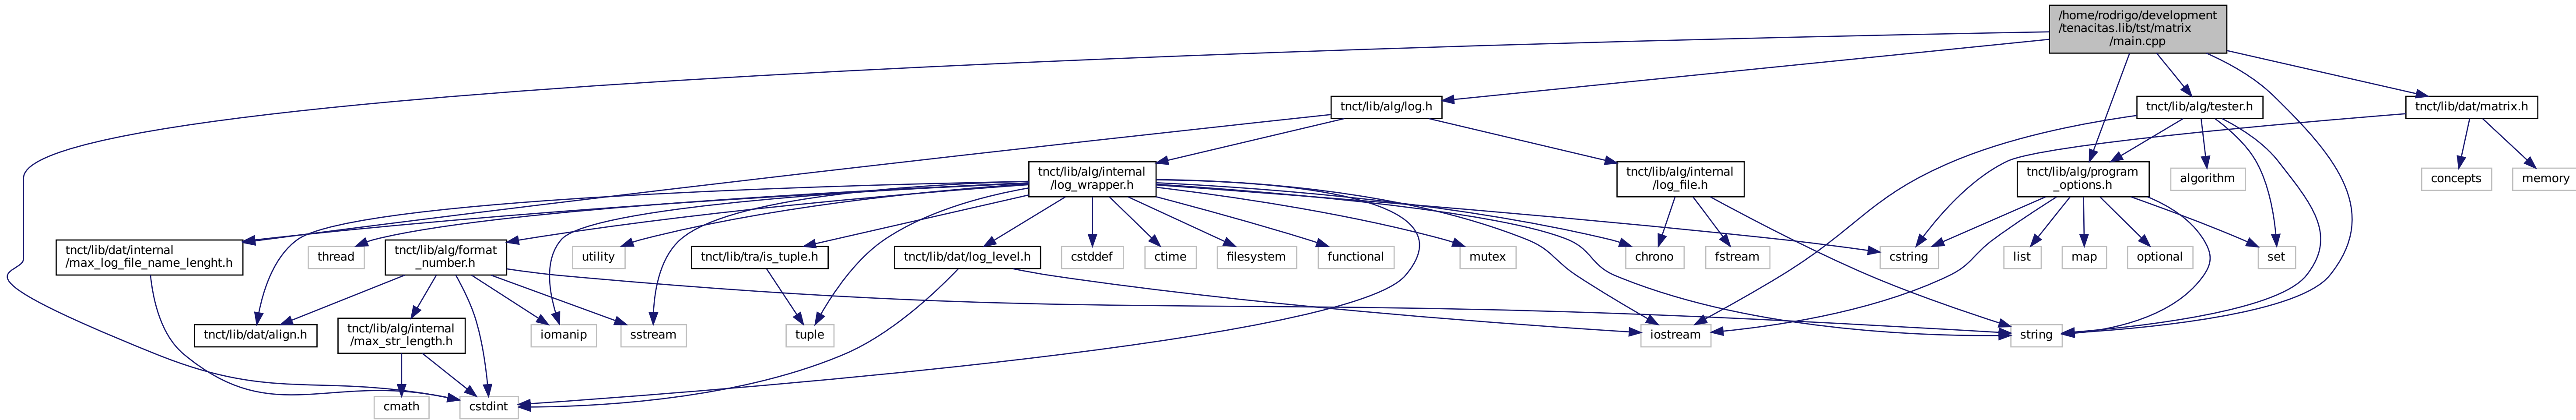 /home/rodrigo/development
/tenacitas.lib/tst/matrix
/main.cpp
tnct/lib/alg/log.h
tnct/lib/alg/tester.h
tnct/lib/dat/matrix.h
tnct/lib/alg/internal
/log_wrapper.h
tnct/lib/alg/internal
/log_file.h
tnct/lib/alg/program
_options.h
algorithm
concepts
memory
tnct/lib/dat/internal
/max_log_file_name_lenght.h
thread
tnct/lib/alg/format
_number.h
utility
tnct/lib/tra/is_tuple.h
tnct/lib/dat/log_level.h
cstddef
ctime
filesystem
functional
mutex
chrono
fstream
cstring
list
map
optional
set
tnct/lib/dat/align.h
tnct/lib/alg/internal
/max_str_length.h
iomanip
sstream
tuple
iostream
string
cmath
cstdint